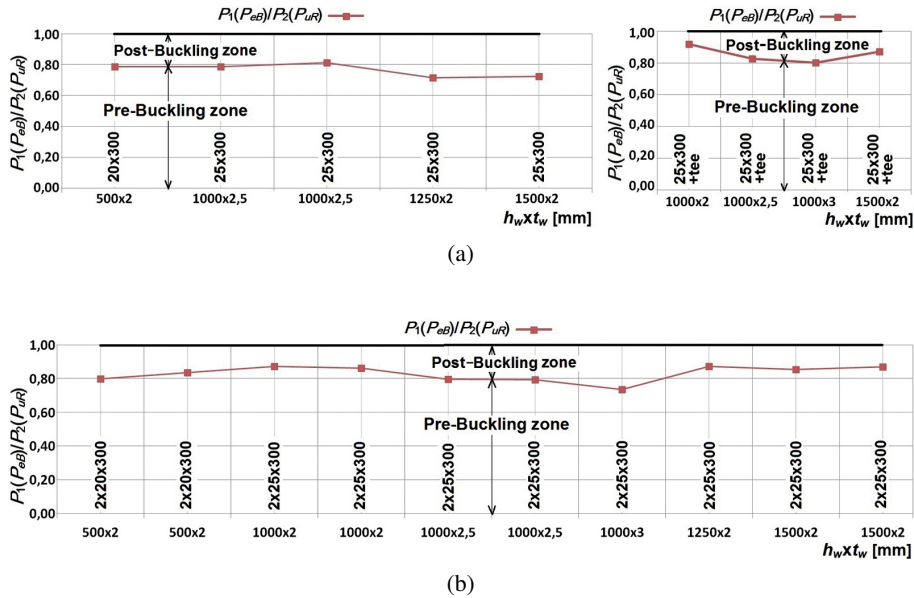 P1(PeB)/P2(PuR)
1,00
0,80
0,60
0,40
0,20
0,00
P1(PeB)/P2(PuR)
Post-Buckling zone
Pre-Buckling zone
20x300
25x300
25x300
25x300
25x300
500x2
1000x2,5
1000x2,5
1250x2
1500x2
hwxtw [mm]
P1(PeB)/P2(PuR)
1,00
0,80
0,60
0,40
0,20
0,00
P1(PeB)/P2(PuR)
Post-Buckling zone
Pre-Buckling zone
25x300
+tee
25x300
+tee
25x300
+tee
25x300
+tee
1000x2
1000x2,5
1000x3
1500x2
hwxtw [mm]
(a)
P1(PeB)/P2(PuR)
1,00
0,80
0,60
0,40
0,20
0,00
P1(PeB)/P2(PuR)
Post-Buckling zone
Pre-Buckling zone
2x20x300
2x20x300
2x25x300
2x25x300
2x25x300
2x25x300
2x25x300
2x25x300
2x25x300
2x25x300
500x2
500x2
1000x2
1000x2
1000x2,5
1000x2,5
1000x3
1250x2
1500x2
1500x2
hwxtw [mm]
(b)